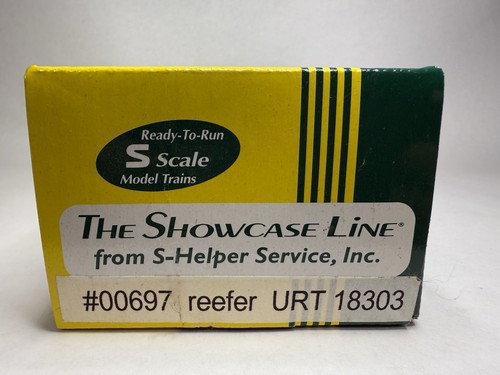 Ready-To-Run
S Scale
Model Trains
THE SHOWCASE LINE®
from S-Helper Service, Inc.
#00697 reefer URT 18303